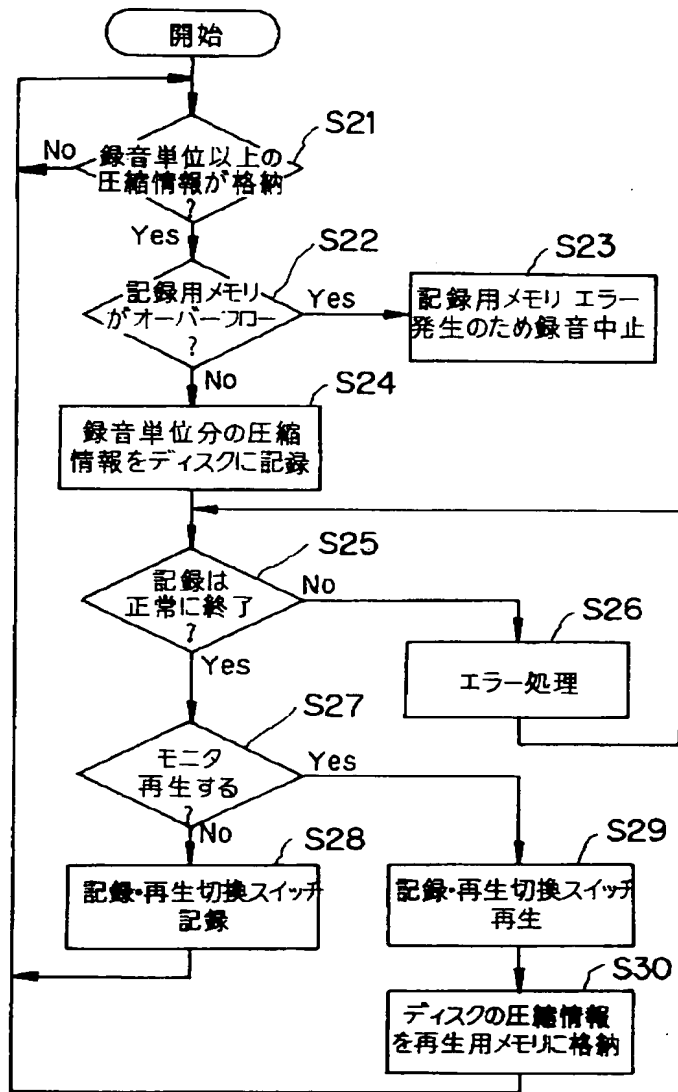 開始
S21
No
録音単位以上の
圧縮情報が格納
?
Yes
S22
記録用メモリ
がオーバーフロー
?
Yes
S23
記録用メモリ エラー
発生のため録音中止
No
S24
録音単位分の圧縮
情報をディスクに記録
S25
記録は
正常に終了
?
No
S26
エラー処理
Yes
S27
モニタ
再生する
?
Yes
No
S28
記録・再生切換スイッチ
記録
S29
記録・再生切換スイッチ
再生
S30
ディスクの圧縮情報
を再生用メモリに格納